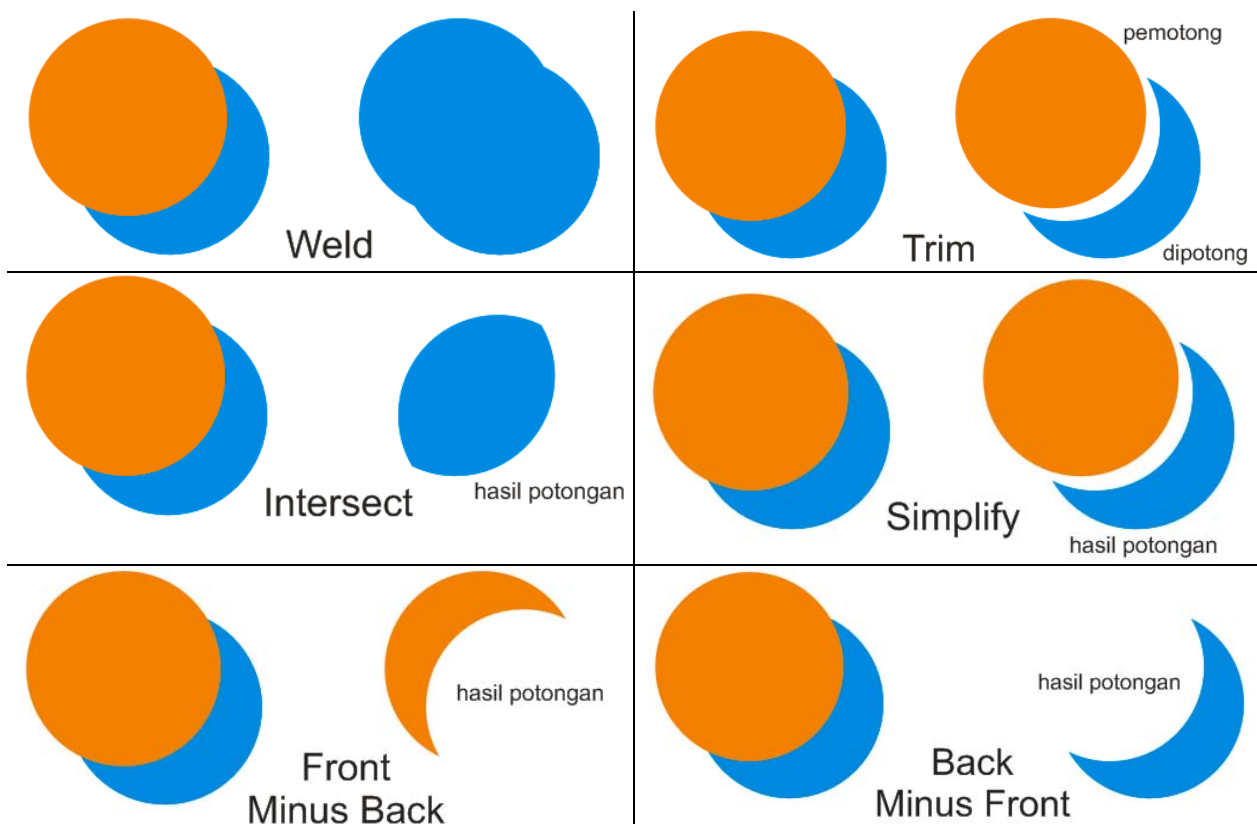 Weld
pemotong
Trim
dipotong
Intersect
hasil potongan
Simplify
hasil potongan
Front
Minus Back
hasil potongan
Back
Minus Front
hasil potongan